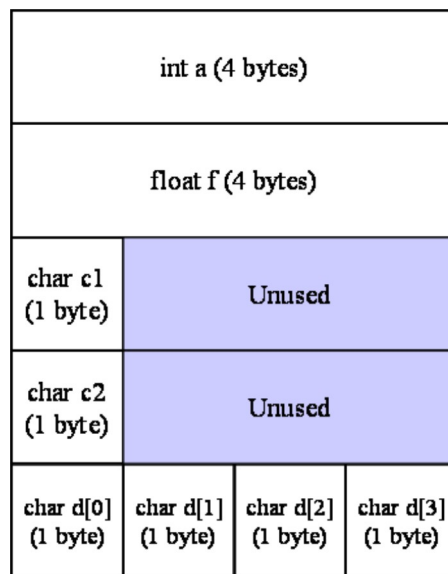 int a (4 bytes)
float f (4 bytes)
char c1
(1 byte)
Unused
char c2
(1 byte)
Unused
char d[0]
(1 byte)
char d[1]
(1 byte)
char d[2]
(1 byte)
char d[3]
(1 byte)